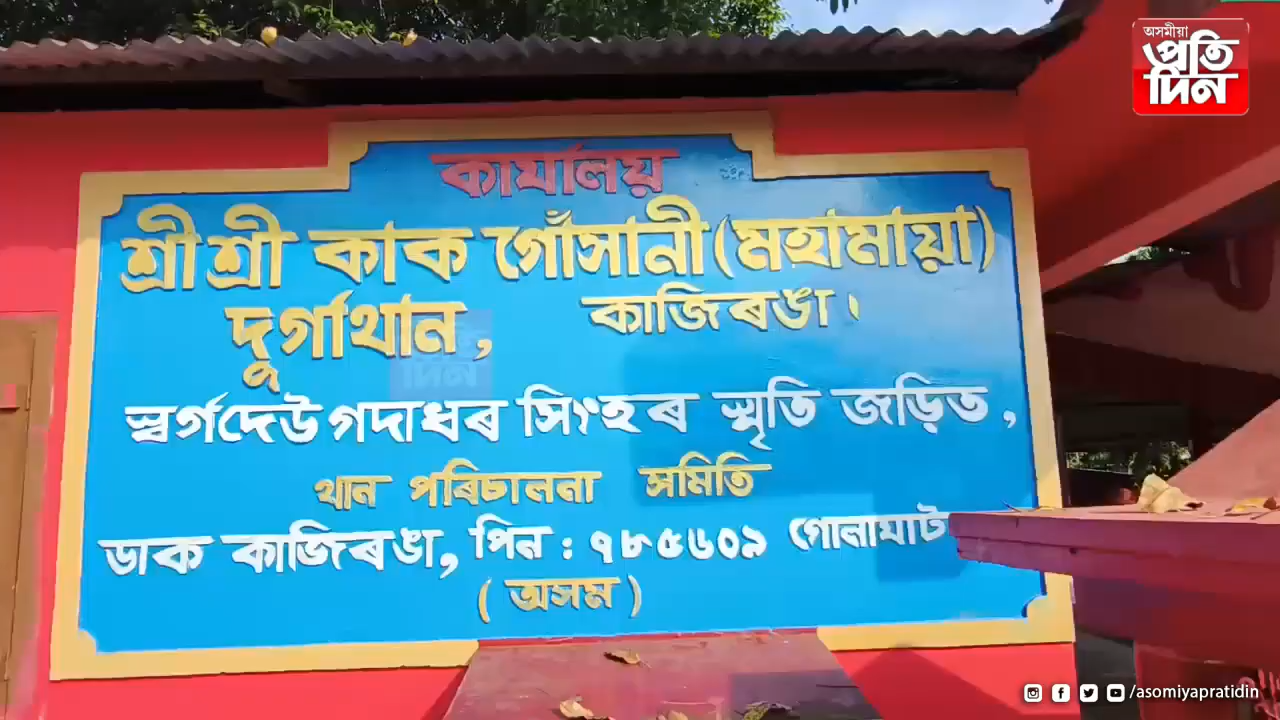 অসমীয়া
প্ৰতি
দিন
কাৰ্যালয়
শ্ৰীশ্ৰী কাক গোঁসানী (মহামায়া)
দুৰ্গাথান, কাজিৰঙা।
স্বৰ্গদেউ গদাধৰ সিংহৰ স্মৃতি জড়িত,
থান পৰিচালনা সমিতি
ডাক কাজিৰঙা, পিন : ৭৮৫৬০৯ গোলাঘাট
( অসম )
/asomiyapratidin